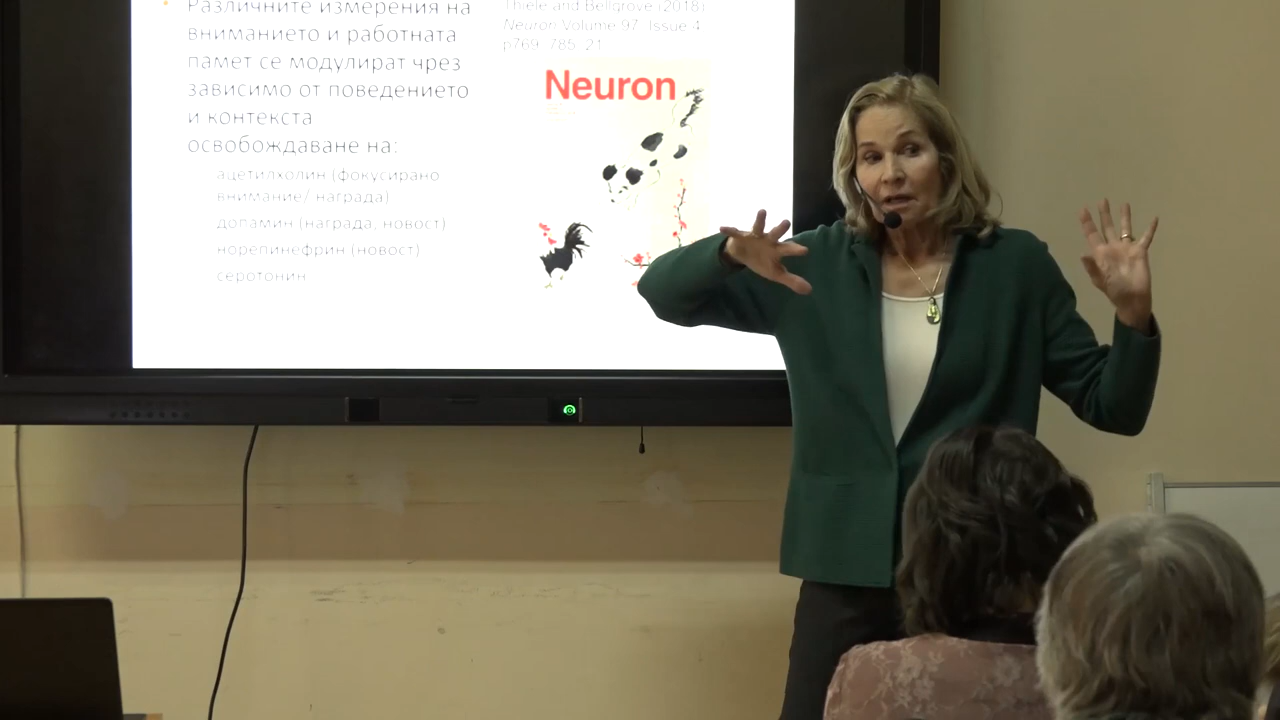 Различните измерения на
вниманието и работната
памет се модулират чрез
зависимо от поведението
и контекста
освобождаване на:
ацетилхолин (фокусирано
внимание/ награда)
допамин (награда, новост)
норепинефрин (новост)
серотонин
Thiele and Bellgrove (2018)
Neuron Volume 97, Issue 4,
p769–785, 21
Neuron